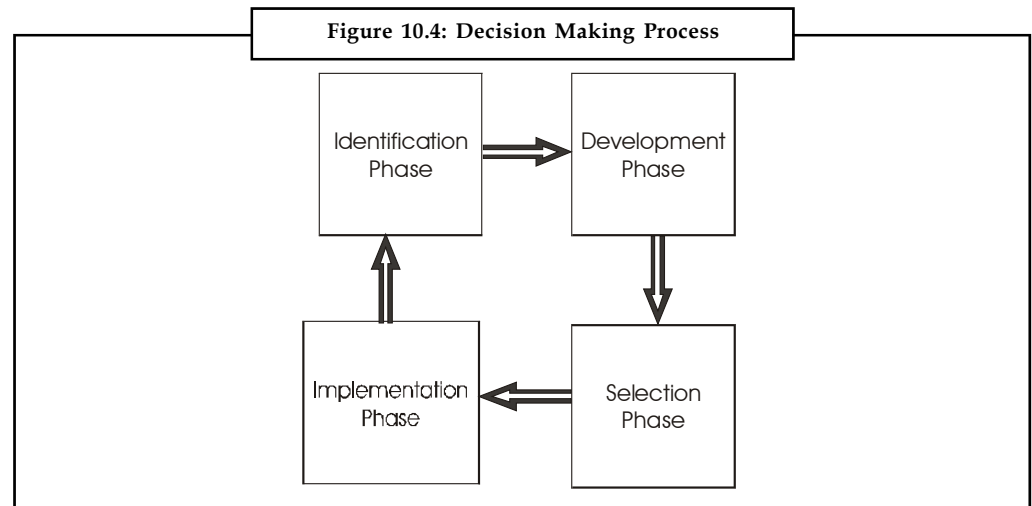 Figure 10.4: Decision Making Process
Identification
Phase
Development
Phase
Implementation
Phase
Selection
Phase